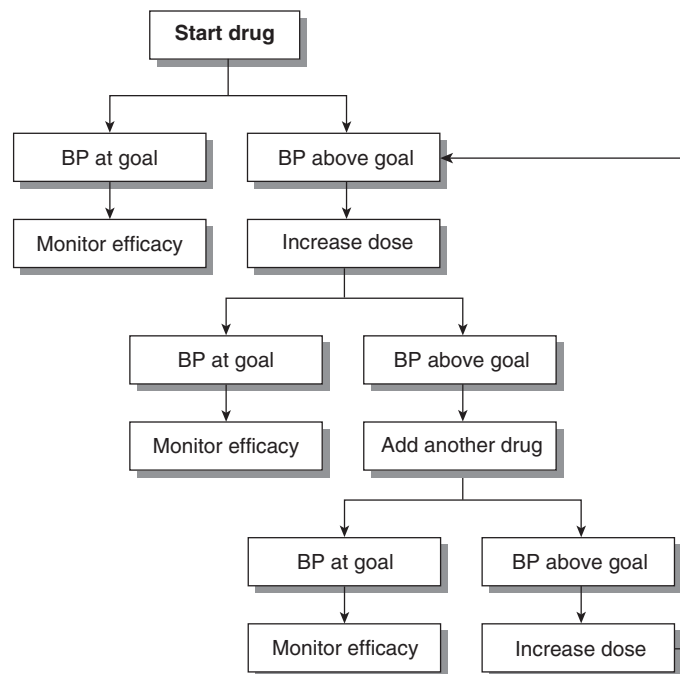 Start drug
BP at goal
BP above goal
Monitor efficacy
Increase dose
BP at goal
BP above goal
Monitor efficacy
Add another drug
BP at goal
BP above goal
Monitor efficacy
Increase dose